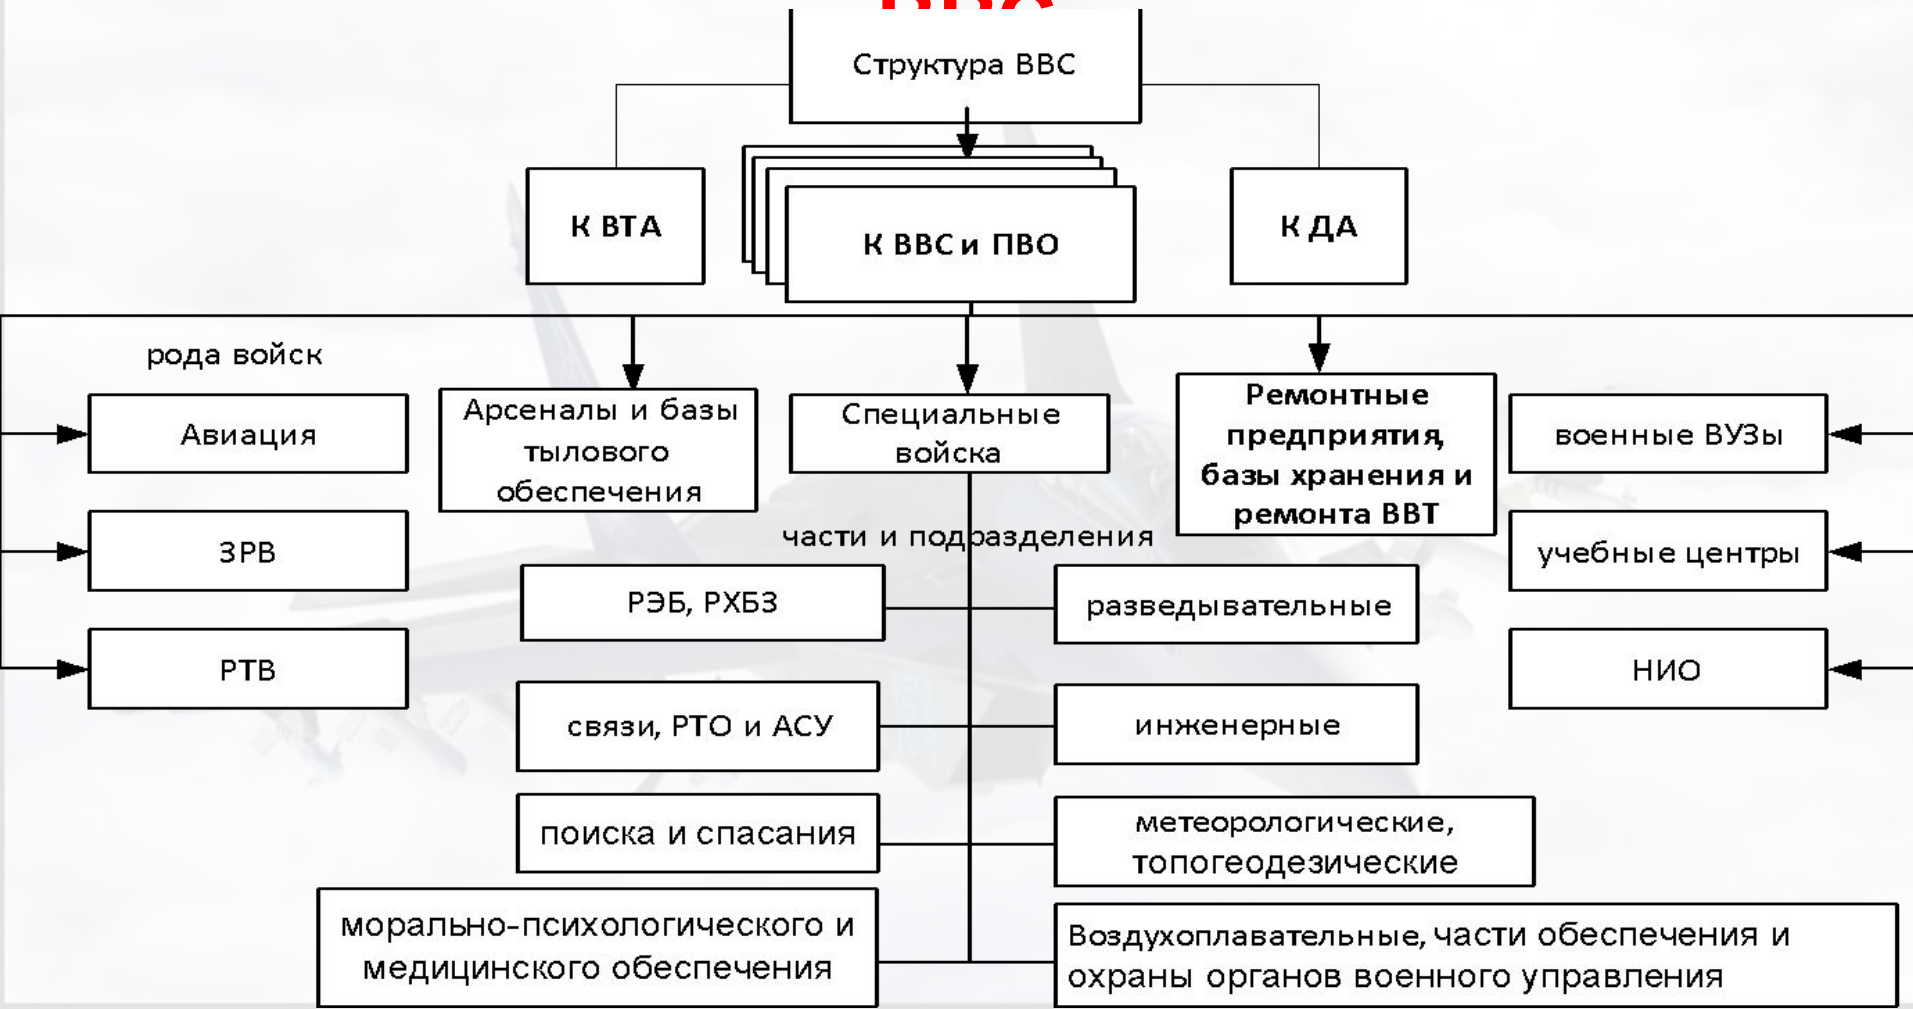 ВВС
Структура ВВС
К ВТА
К ВВС и ПВО
К ДА
рода войск
Авиация
ЗРВ
РТВ
Арсеналы и базы
тылового
обеспечения
Специальные
войска
Ремонтные
предприятия,
базы хранения и
ремонта ВВТ
военные ВУЗы
учебные центры
НИО
части и подразделения
РЭБ, РХБЗ
разведывательные
связи, РТО и АСУ
инженерные
поиска и спасания
метеорологические,
топогеодезические
морально-психологического и
медицинского обеспечения
Воздухоплавательные, части обеспечения и
охраны органов военного управления